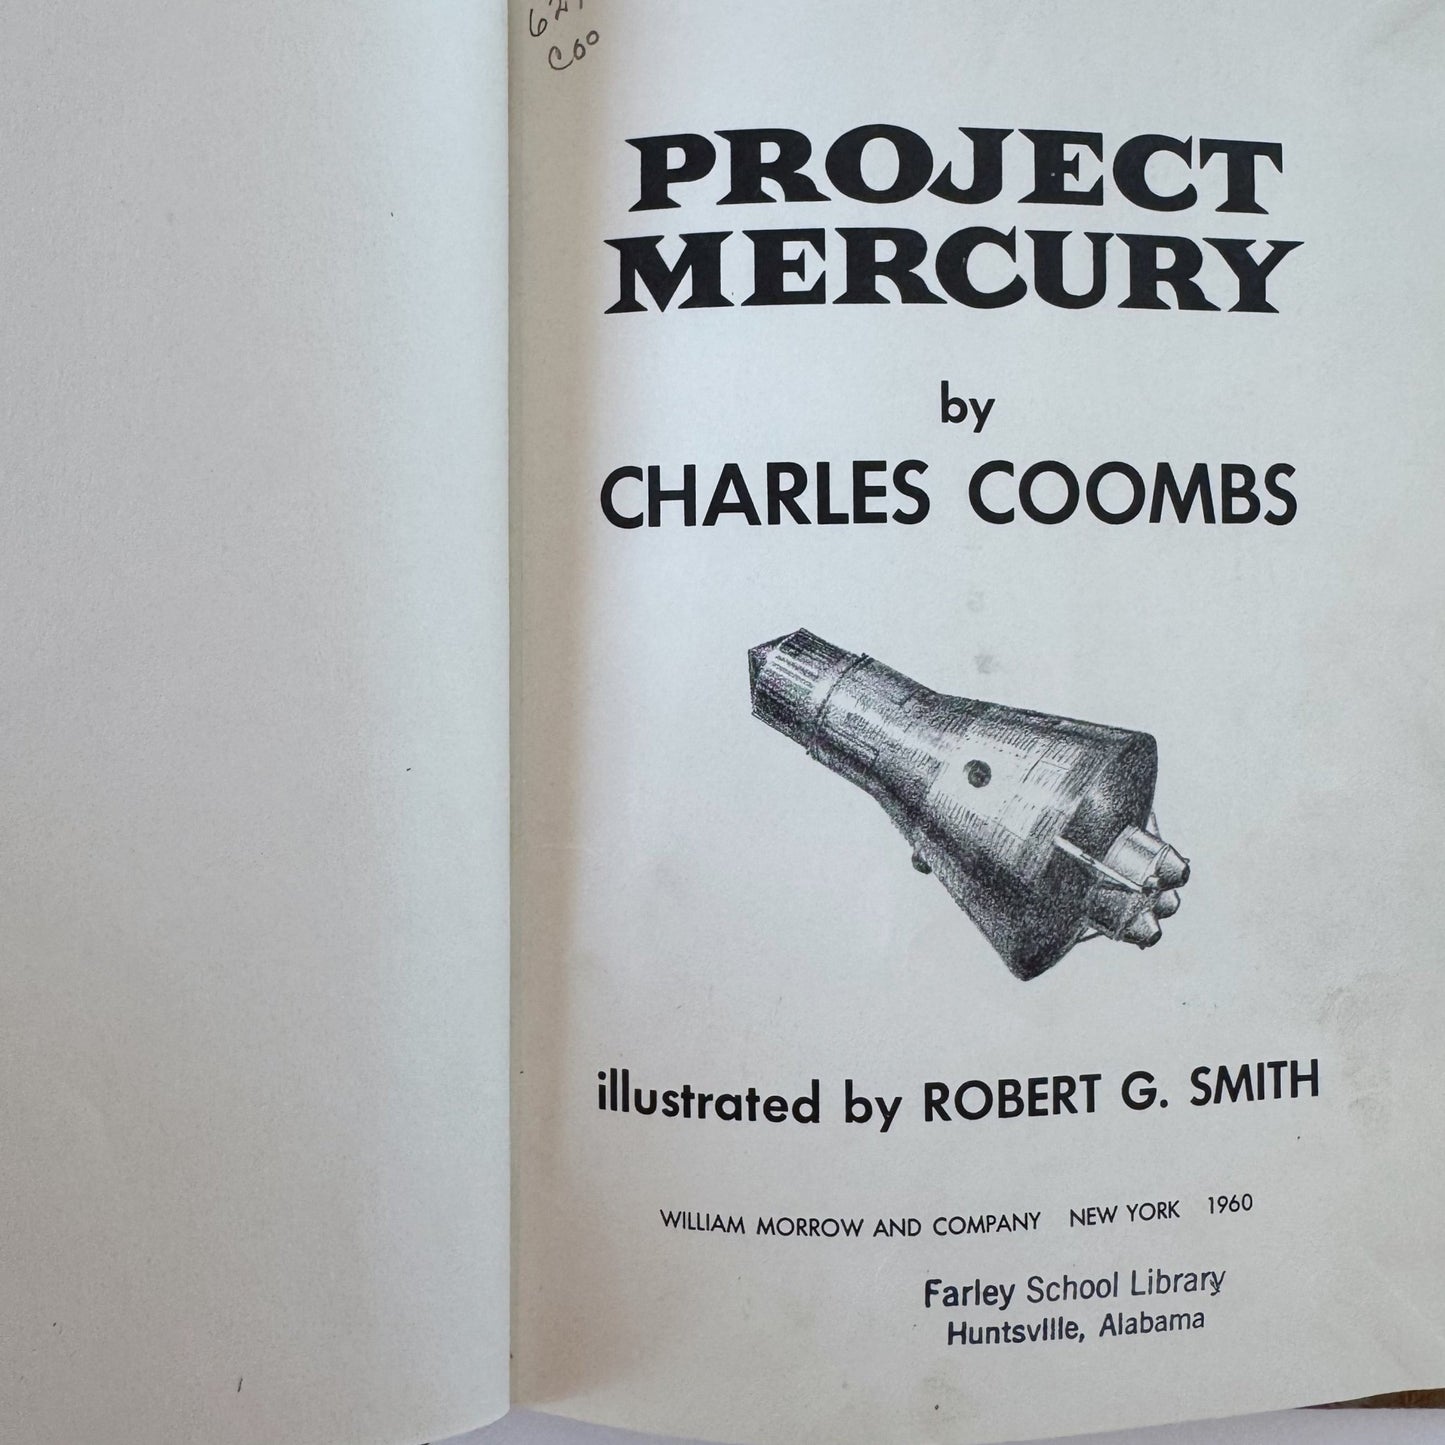 Coo
PROJECT
MERCURY
by
CHARLES COOMBS
illustrated by ROBERT G. SMITH
WILLIAM MORROW AND COMPANY NEW YORK 1960
Farley School Library
Huntsville, Alabama